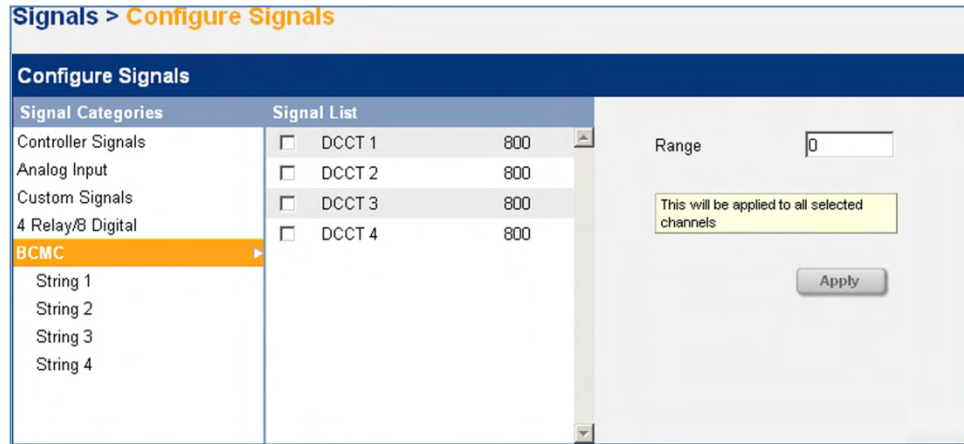 Signals > Configure Signals
Configure Signals
Signal Categories
Signal List
Controller Signals
Analog Input
Custom Signals
4 Relay/8 Digital
BCMC
String 1
String 2
String 3
String 4
DCCT 1 800
DCCT 2 800
DCCT 3 800
DCCT 4 800
Range 0
This will be applied to all selected
channels
Apply